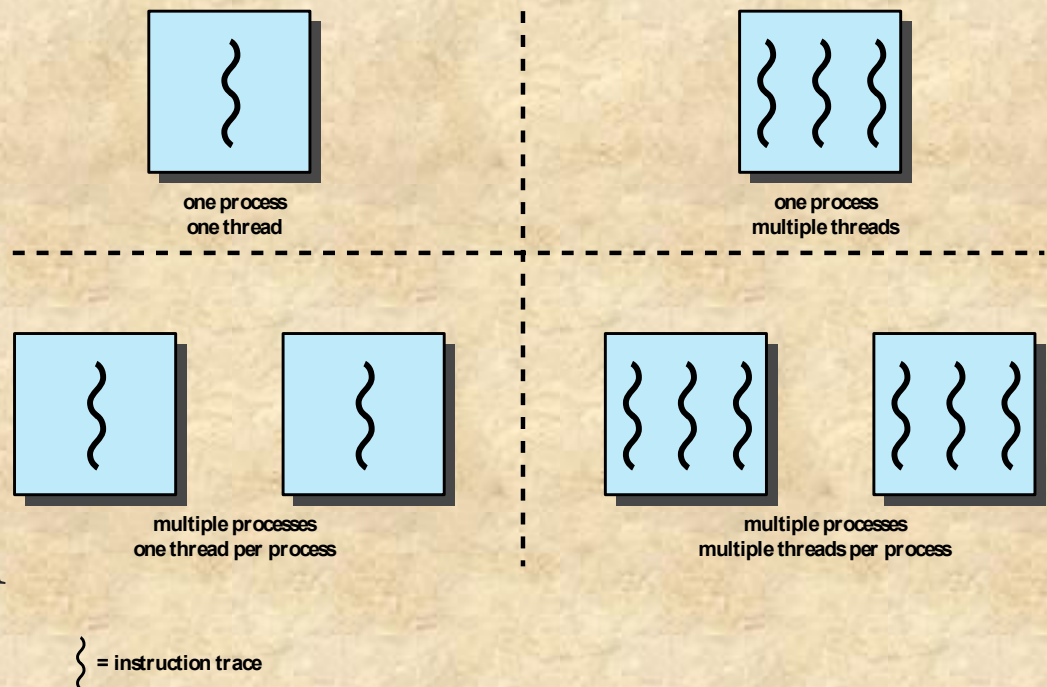 one process
one thread
one process
multiple threads
multiple processes
one thread per process
multiple processes
multiple threads per process
= instruction trace